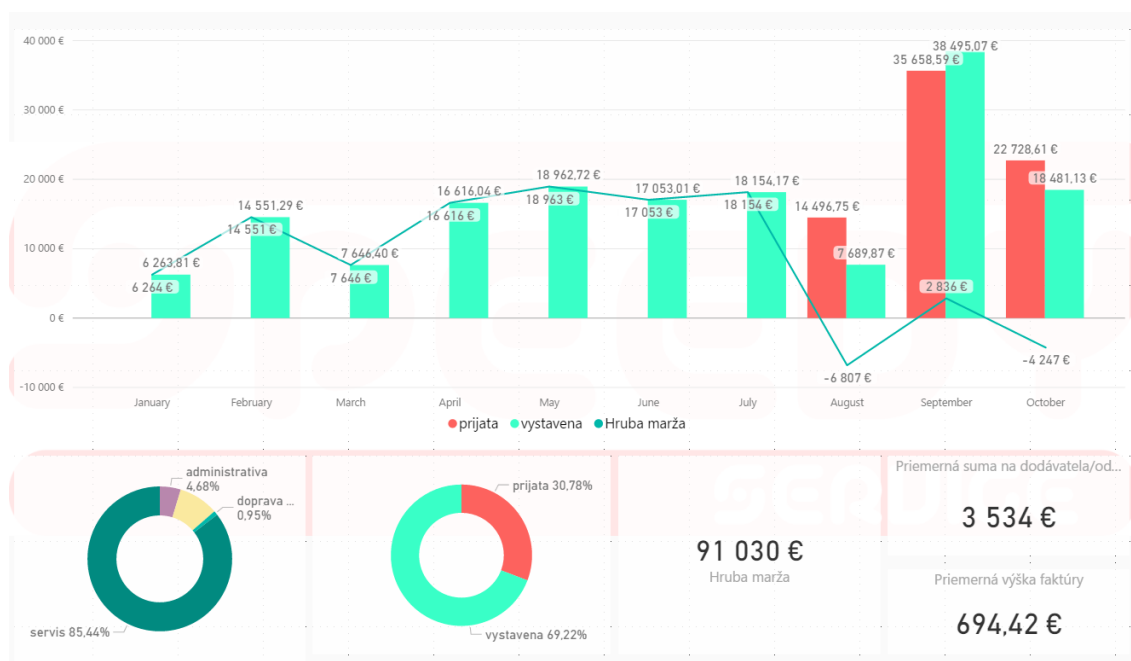 40 000 €
30 000 €
20 000 €
10 000 €
0 €
-10 000 €
6 263,81 €
6 264 €
14 551,29 €
14 551 €
7 646,40 €
7 646 €
16 616,04 €
16 616 €
18 962,72 €
18 963 €
17 053,01 €
17 053 €
18 154,17 €
18 154 €
14 496,75 €
7 689,87 €
-6 807 €
35 658,59 €
38 495,07 €
2 836 €
22 728,61 €
18 481,13 €
-4 247 €
January February March April May June July August September October
prijata vystavena Hruba marža
administrativa
4,68%
doprava ...
0,95%
servis 85,44%
prijata 30,78%
vystavena 69,22%
91 030 €
Hruba marža
Priemerná suma na dodávatela/od...
3 534 €
Priemerná výška faktúry
694,42 €